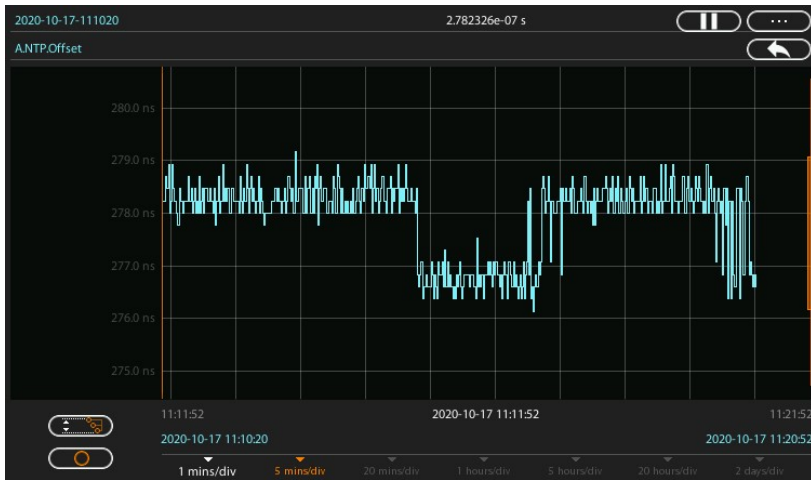 2020-10-17-111020 2.782326e-07 s ...
A.NTP.Offset
280.0 ns
279.0 ns
278.0 ns
277.0 ns
276.0 ns
275.0 ns
11:11:52 2020-10-17 11:11:52 11:21:52
2020-10-17 11:10:20 2020-10-17 11:20:52
1 mins/div 5 mins/div 20 mins/div 1 hours/div 5 hours/div 20 hours/div 2 days/div